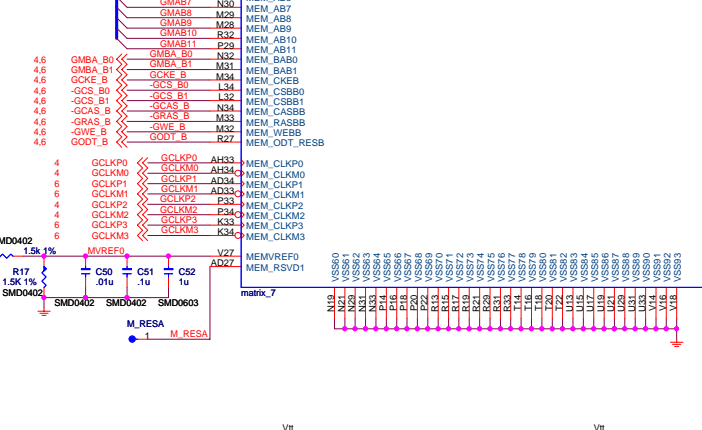 GMAB7 N30 MEM_AB7
GMAB8 M29 MEM_AB8
GMAB9 M28 MEM_AB9
GMAB10 R32 MEM_AB10
GMAB11 P29 MEM_AB11
4,6 GMBA_B0 GMBA_B0 N32 MEM_BAB0
4,6 GMBA_B1 GMBA_B1 M31 MEM_BAB1
4,6 GCKE_B GCKE_B M34 MEM_CKEB
4,6 -GCS_B0 -GCS_B0 L34 MEM_CSBB0
4,6 -GCS_B1 -GCS_B1 L32 MEM_CSBB1
4,6 -GCAS_B -GCAS_B N34 MEM_CASBB
4,6 -GRAS_B -GRAS_B M33 MEM_RASBB
4,6 -GWE_B -GWE_B M32 MEM_WEBB
4,6 GODT_B GODT_B R27 MEM_ODT_RESB
4 GCLKP0 GCLKP0 AH33 MEM_CLKP0
4 GCLKM0 GCLKM0 AH34 MEM_CLKM0
6 GCLKP1 GCLKP1 AD34 MEM_CLKP1
6 GCLKM1 GCLKM1 AD33 MEM_CLKM1
4 GCLKP2 GCLKP2 P33 MEM_CLKP2
4 GCLKM2 GCLKM2 P34 MEM_CLKM2
6 GCLKP3 GCLKP3 K33 MEM_CLKP3
6 GCLKM3 GCLKM3 K34 MEM_CLKM3
MD0402
1.5k 1% MVREF0 V27 MEMVREF0
AD27 MEM_RSVD1
R17 C50 C51 C52
1.5K 1% .01u .1u 1u
SMD0402
SMD0402 SMD0402 SMD0603
matrix_7
M_RESA
1 M_RESA
VSS60 VSS61 VSS62 VSS63 VSS64 VSS65 VSS66 VSS67 VSS68 VSS69 VSS70 VSS71 VSS72 VSS73 VSS74 VSS75 VSS76 VSS77 VSS78 VSS79 VSS80 VSS81 VSS82 VSS83 VSS84 VSS85 VSS86 VSS87 VSS88 VSS89 VSS90 VSS91 VSS92 VSS93
N19 N21 N29 N31 N33 P14 P16 P18 P20 P22 R13 R15 R17 R19 R21 R29 R31 R33 T14 T16 T18 T20 T22 U13 U15 U17 U19 U21 U29 U31 U33 V14 V16 V18
Vtt Vtt